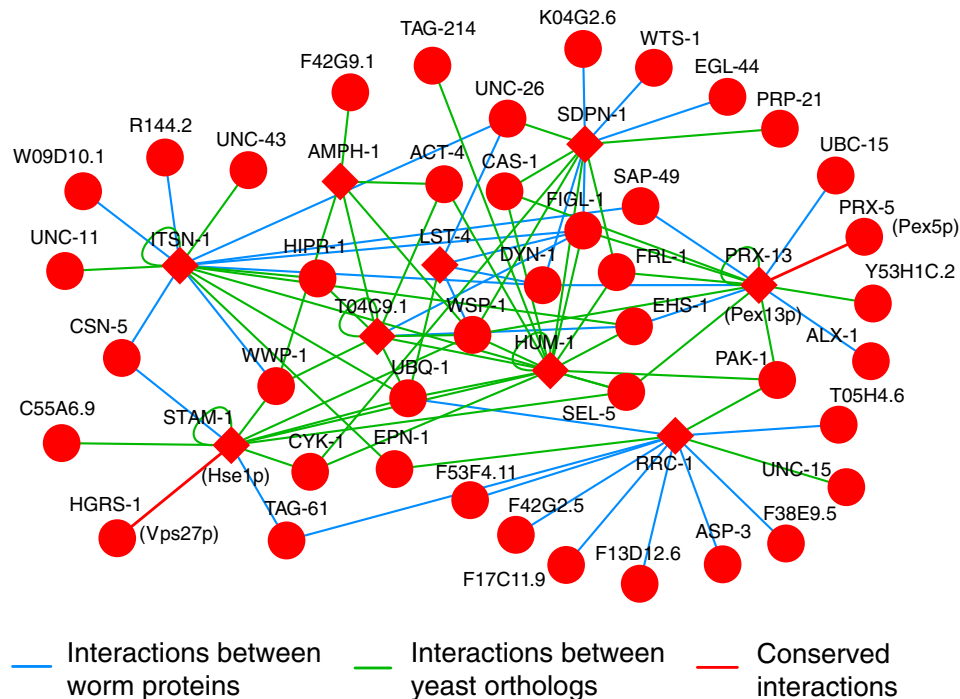 K04G2.6
TAG-214
WTS-1
F42G9.1
EGL-44
UNC-26
SDPN-1
PRP-21
R144.2
UNC-43
AMPH-1
ACT-4
CAS-1
UBC-15
W09D10.1
SAP-49
FIGL-1
PRX-5
(Pex5p)
UNC-11
ITSN-1
HIPR-1
LST-4
DYN-1
FRL-1
PRX-13
Y53H1C.2
T04C9.1
WSP-1
EHS-1
(Pex13p)
CSN-5
HUM-1
ALX-1
WWP-1
UBQ-1
PAK-1
C55A6.9
STAM-1
SEL-5
T05H4.6
CYK-1
EPN-1
(Hse1p)
F53F4.11
RRC-1
UNC-15
HGRS-1
TAG-61
F42G2.5
F38E9.5
(Vps27p)
ASP-3
F13D12.6
F17C11.9
Interactions between
worm proteins
Interactions between
yeast orthologs
Conserved
interactions